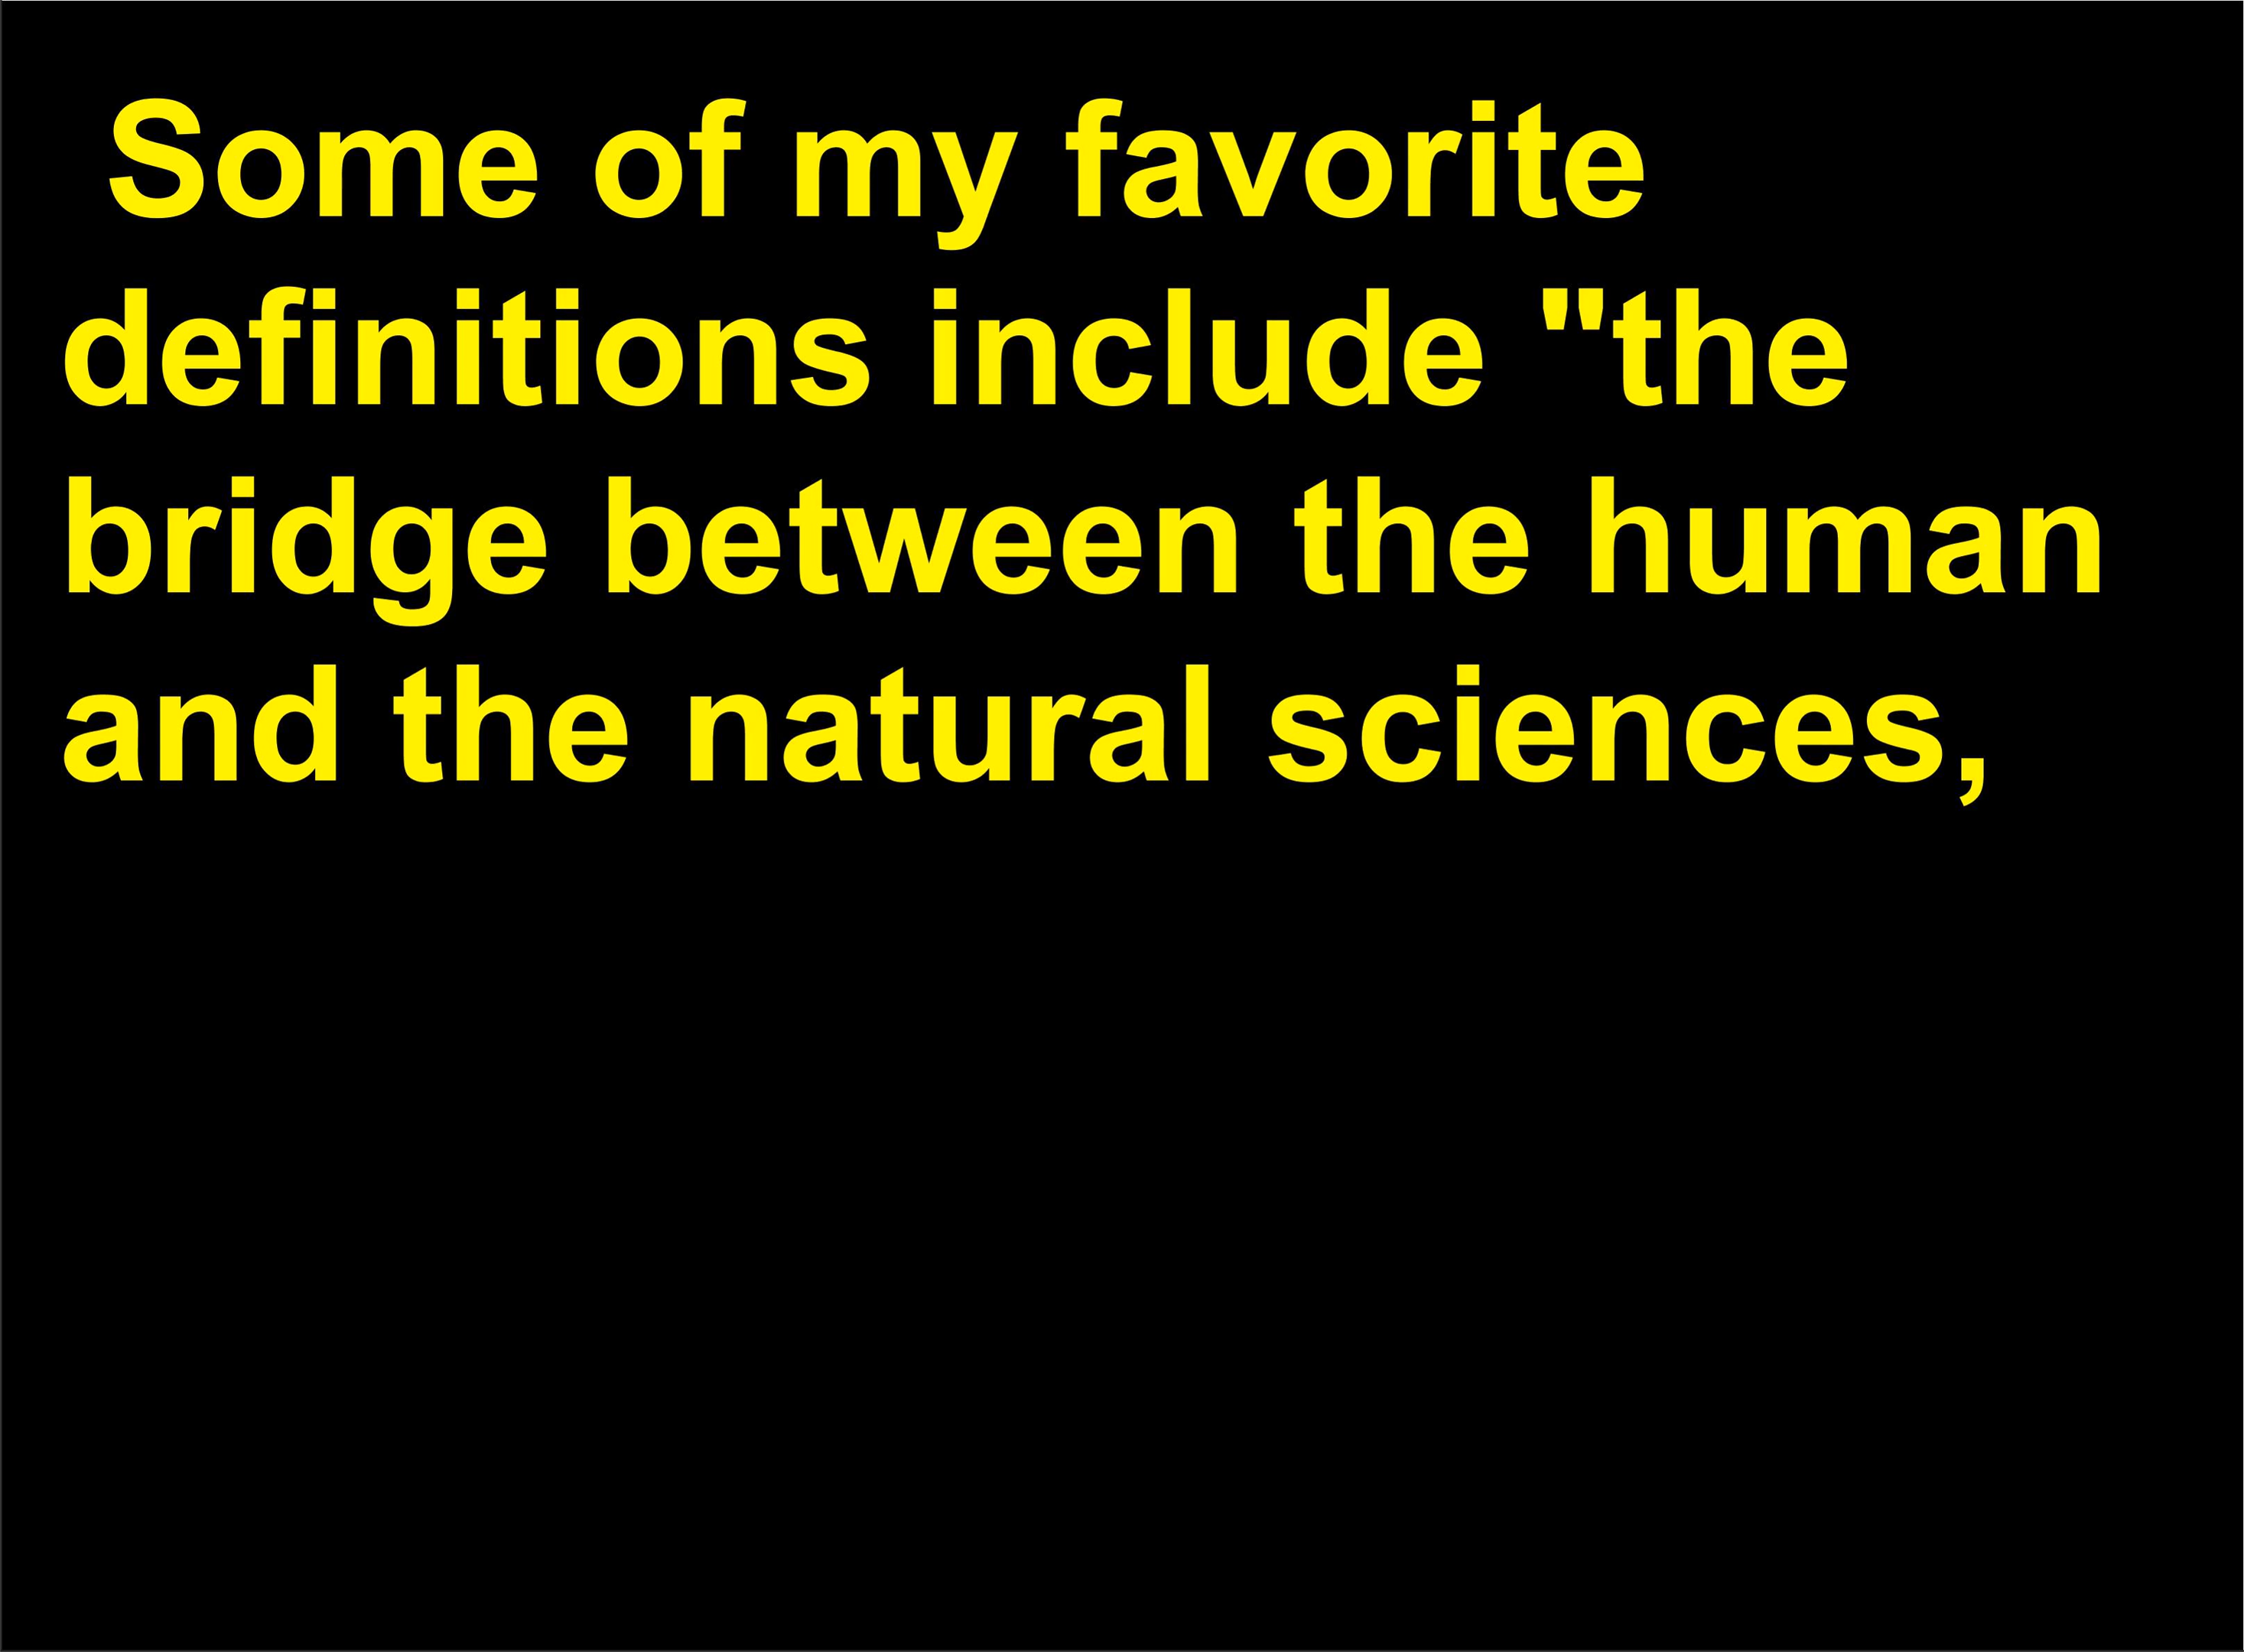 Some of my favorite
definitions include "the
bridge between the human
and the natural sciences,